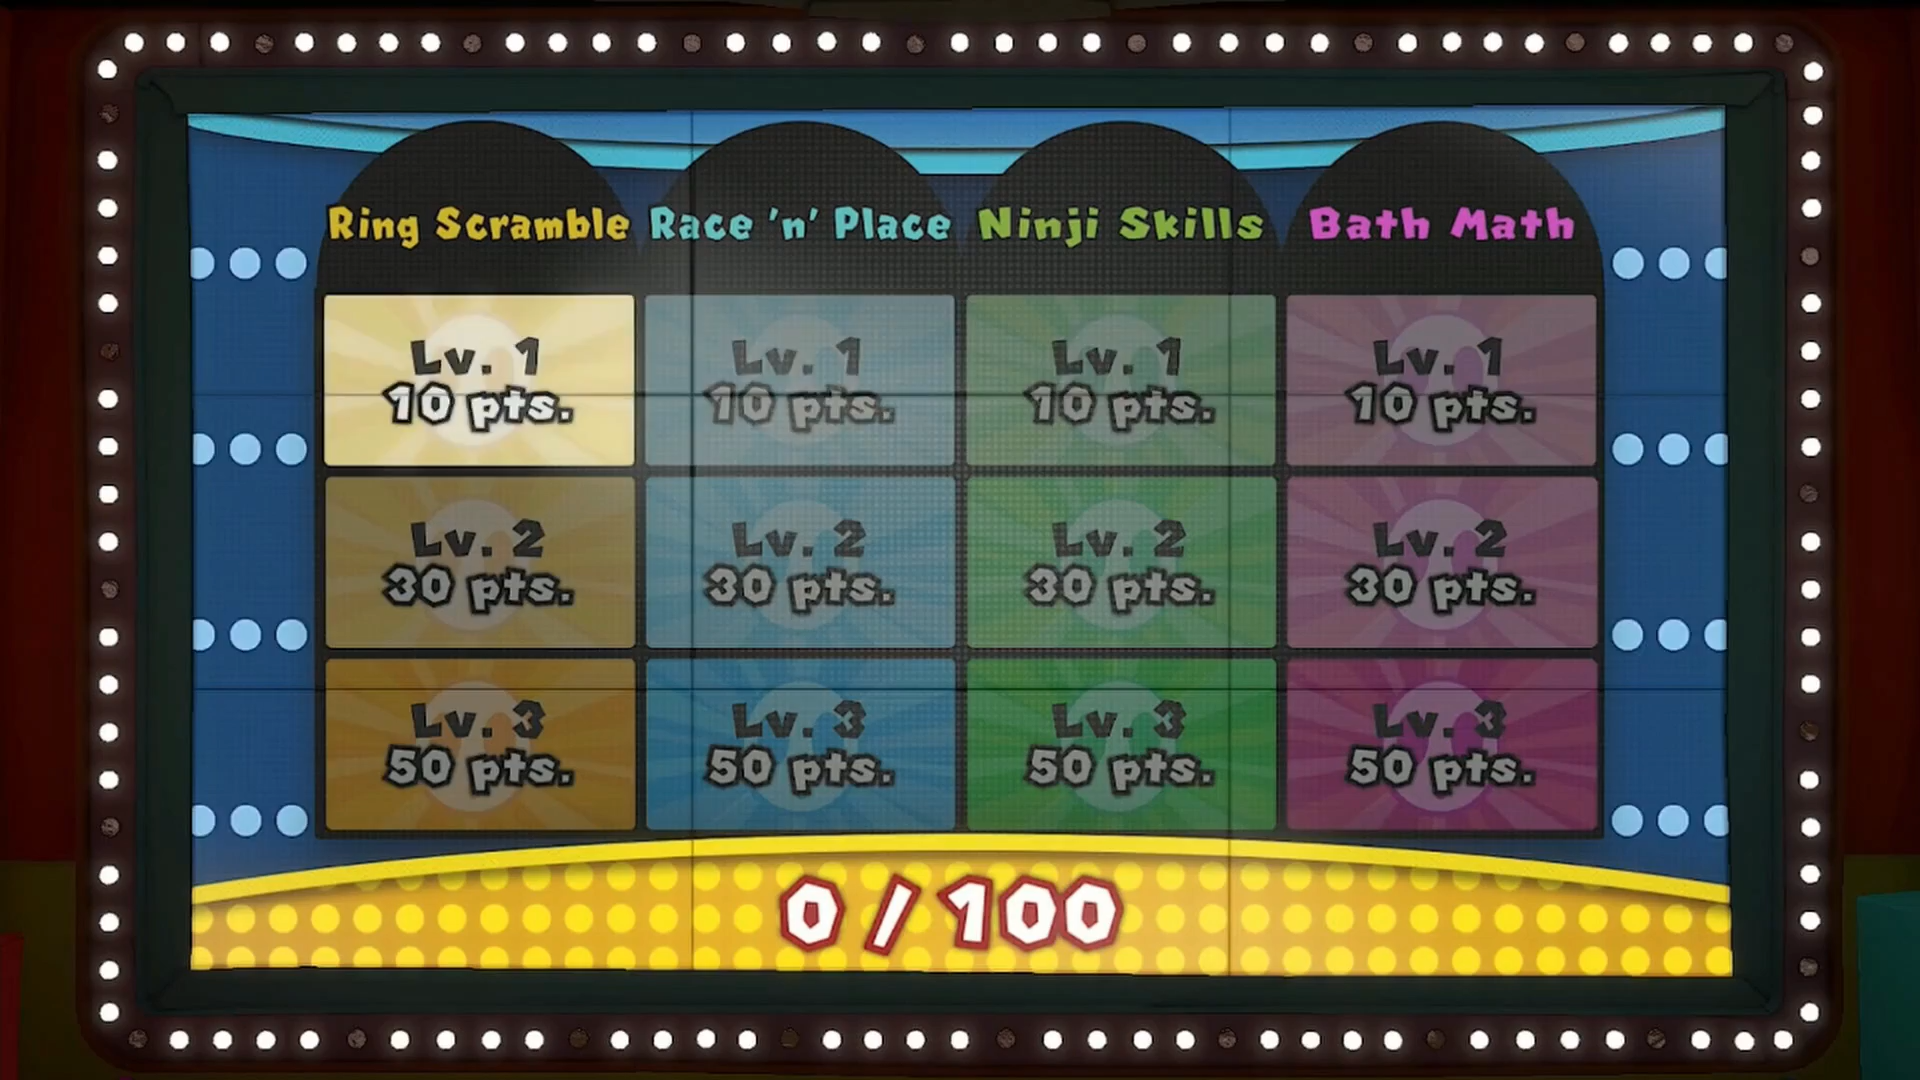 Ring Scramble Race 'n' Place Ninji Skills Bath Math
Lv. 1 Lv. 1 Lv. 1 Lv. 1
10 pts. 10 pts. 10 pts. 10 pts.
Lv. 2 Lv. 2 Lv. 2 Lv. 2
30 pts. 30 pts. 30 pts. 30 pts.
Lv. 3 Lv. 3 Lv. 3 Lv. 3
50 pts. 50 pts. 50 pts. 50 pts.
0 / 100